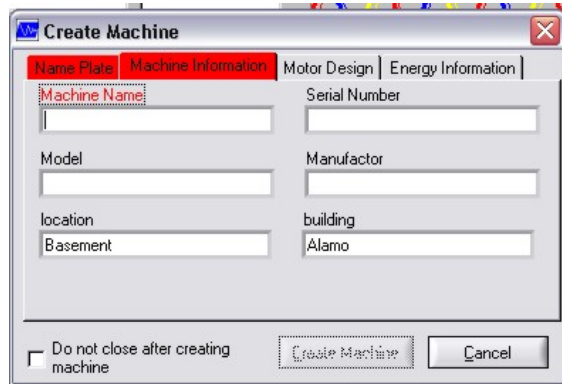 Create Machine
Name Plate Machine Information Motor Design Energy Information
Machine Name Serial Number
Model Manufactor
location building
Basement Alamo
Do not close after creating Create Machine Cancel
machine